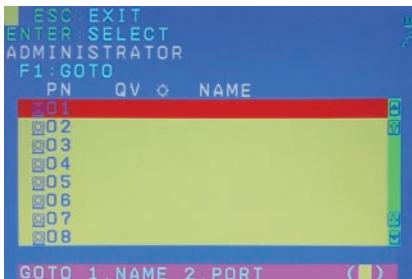 ESC:EXIT
ENTER:SELECT
ADMINISTRATOR
F1:GOTO
PN QV ☼ NAME
01
02
03
04
05
06
07
08
GOTO 1.NAME 2.PORT ( )